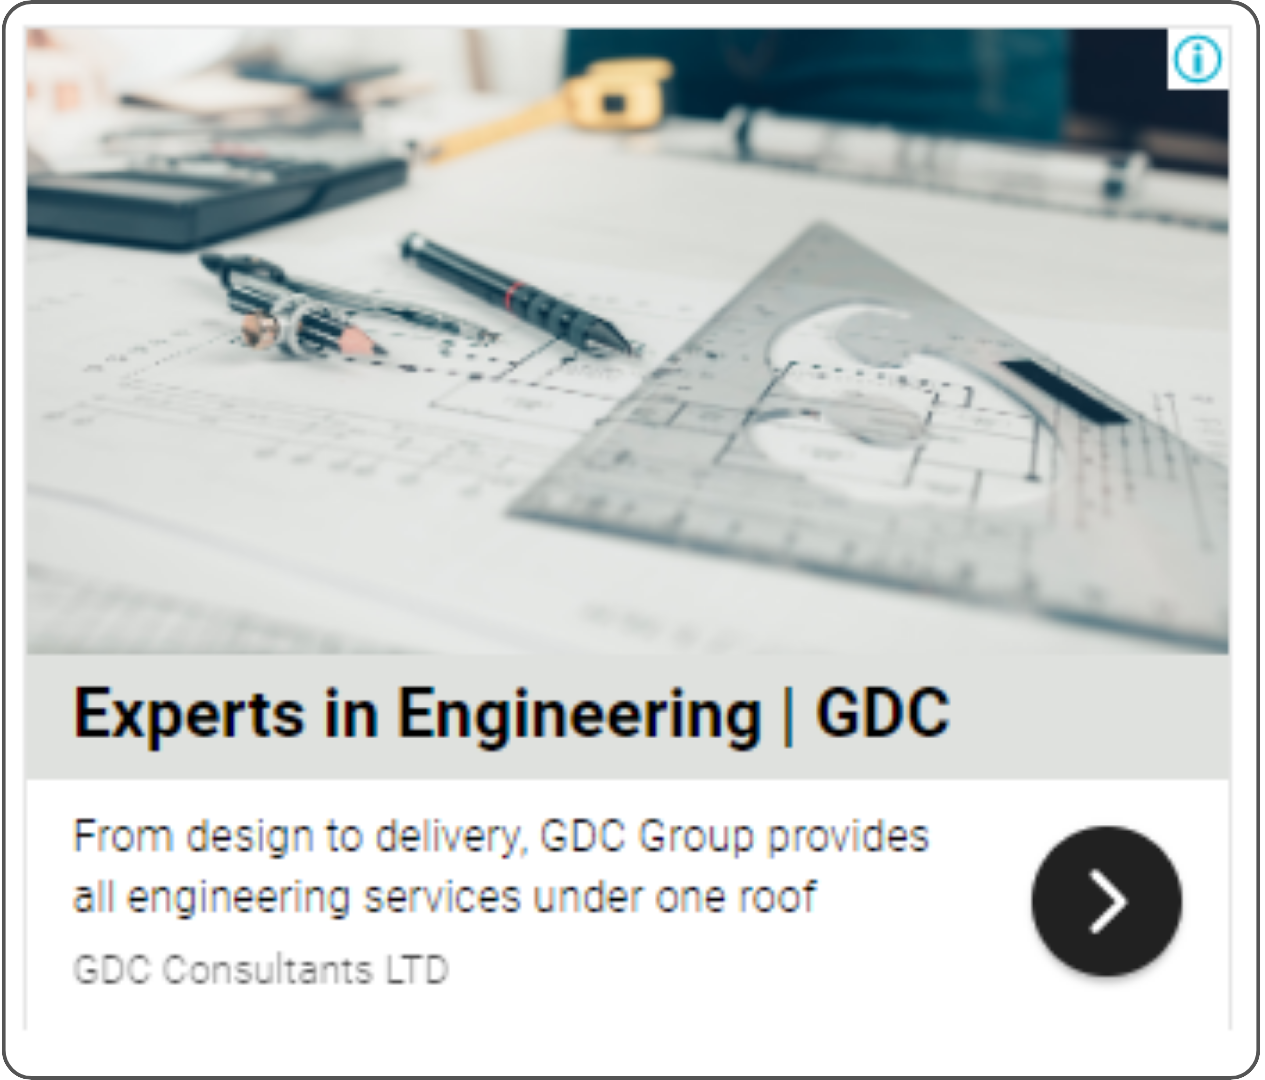 Experts in Engineering | GDC
From design to delivery, GDC Group provides
all engineering services under one roof
GDC Consultants LTD